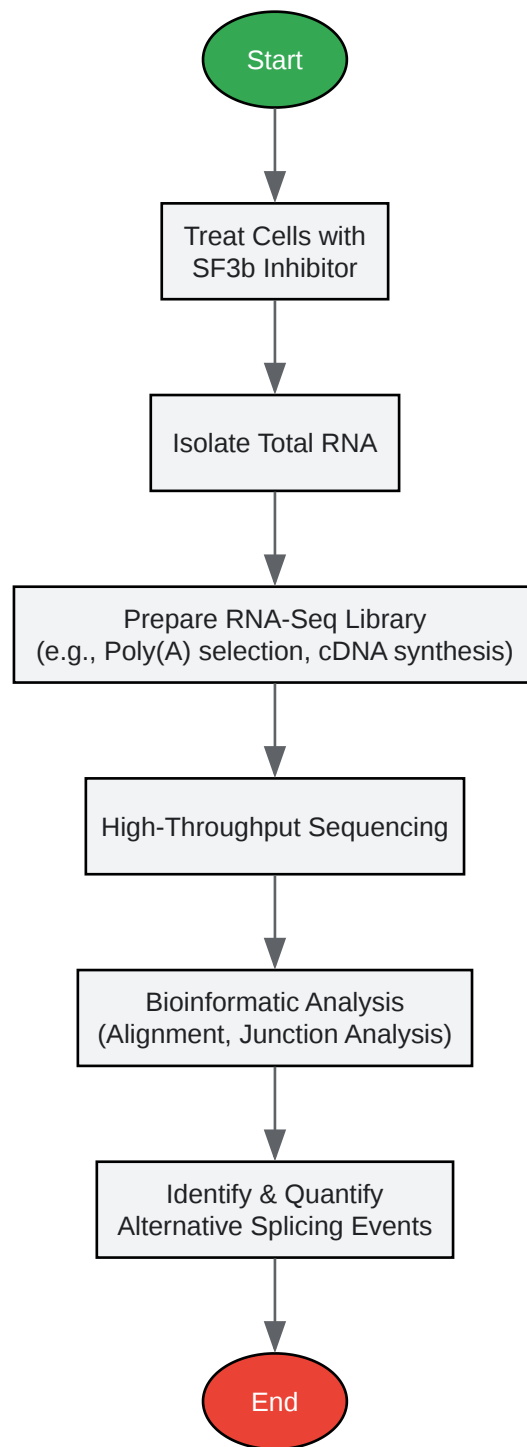 Start
Treat Cells with
SF3b Inhibitor
Isolate Total RNA
Prepare RNA-Seq Library
(e.g., Poly(A) selection, cDNA synthesis)
High-Throughput Sequencing
Bioinformatic Analysis
(Alignment, Junction Analysis)
Identify & Quantify
Alternative Splicing Events
End